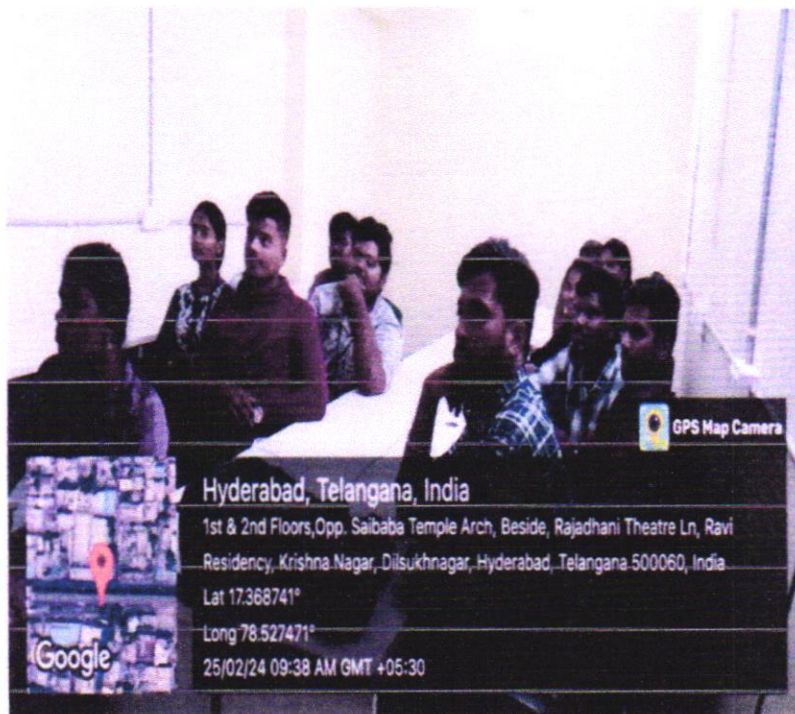 GPS Map Camera
Hyderabad, Telangana, India
1st & 2nd Floors,Opp. Saibaba Temple Arch, Beside, Rajadhani Theatre Ln, Ravi
Residency, Krishna Nagar, Dilsukhnagar, Hyderabad, Telangana 500060, India
Lat 17.368741°
Long 78.527471°
25/02/24 09:38 AM GMT +05:30
Google